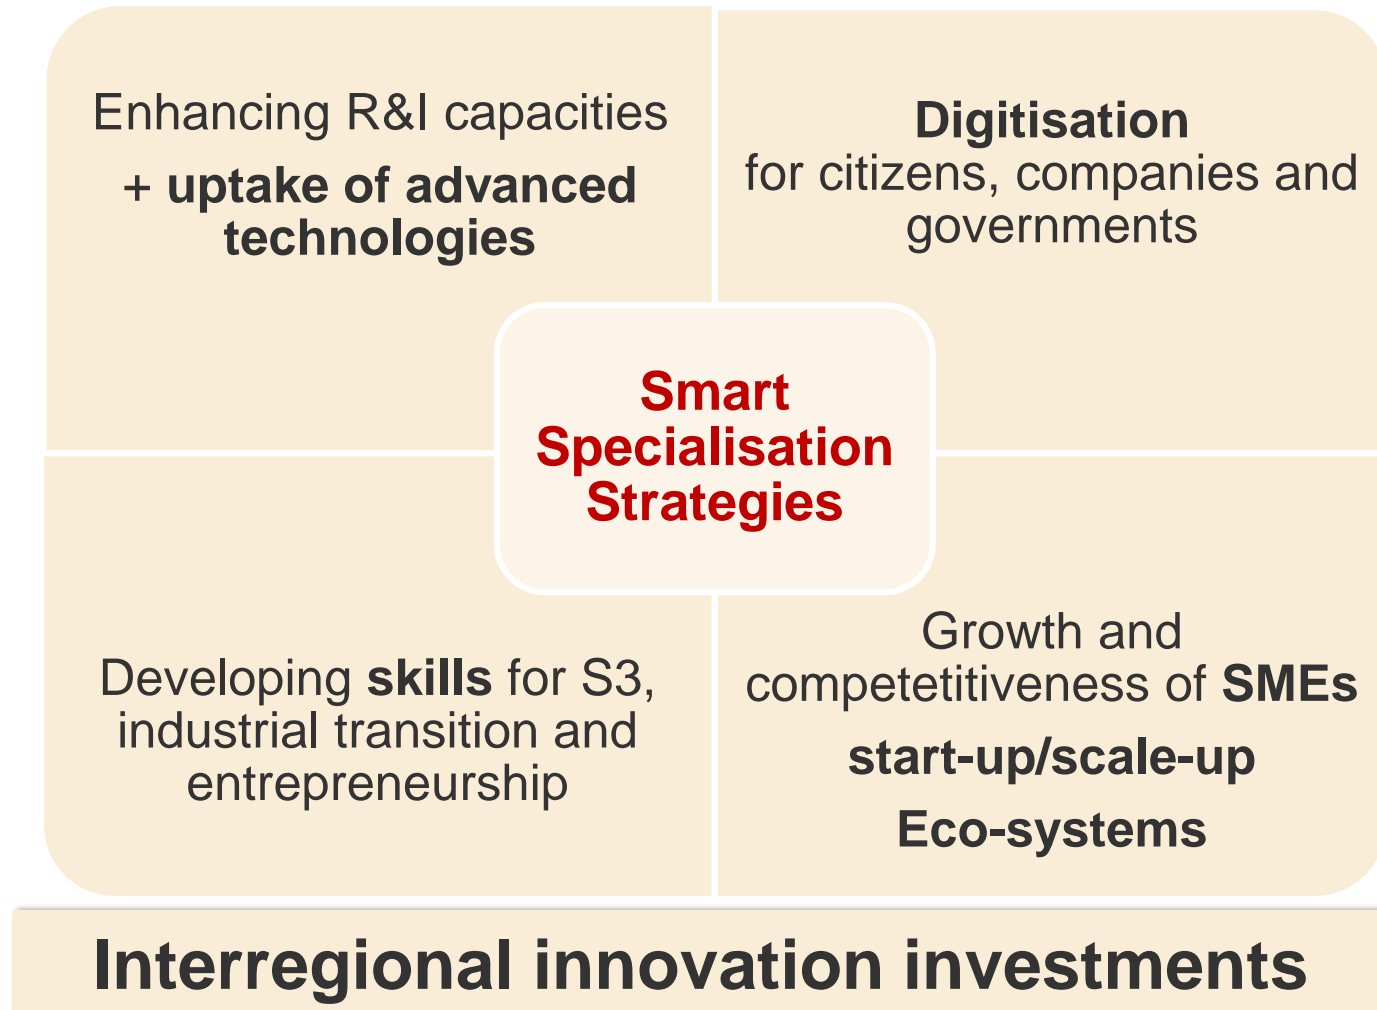 Enhancing R&I capacities
+ uptake of advanced
technologies
Digitisation
for citizens, companies and
governments
Smart
Specialisation
Strategies
Developing skills for S3,
industrial transition and
entrepreneurship
Growth and
competetitiveness of SMEs
start-up/scale-up
Eco-systems
Interregional innovation investments